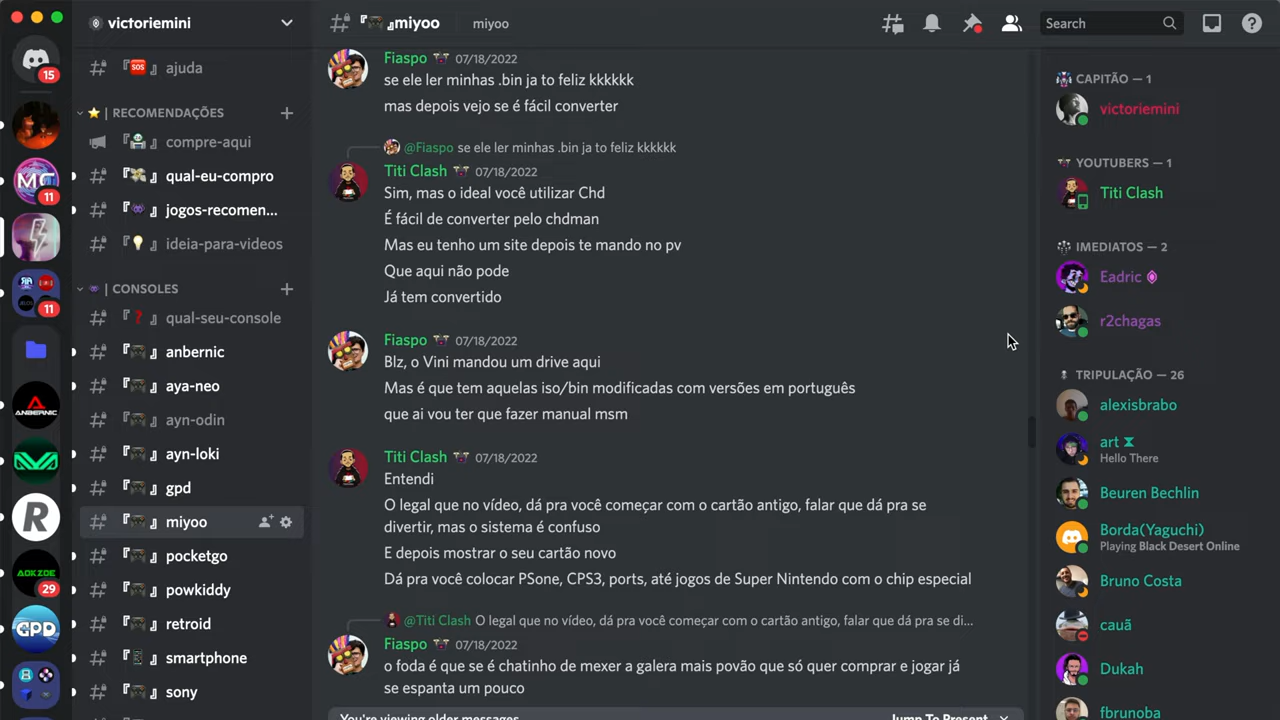 15
11
11
29
victoriemini
ajuda
| RECOMENDAÇÕES
compre-aqui
qual-eu-compro
jogos-recomen...
ideia-para-videos
| CONSOLES
qual-seu-console
anbernic
aya-neo
ayn-odin
ayn-loki
gpd
miyoo
pocketgo
powkiddy
retroid
smartphone
sony
miyoo
miyoo
Search
Fiaspo 07/18/2022
se ele ler minhas .bin ja to feliz kkkkkk
mas depois vejo se é fácil converter
@Fiaspo se ele ler minhas .bin ja to feliz kkkkkk
Titi Clash 07/18/2022
Sim, mas o ideal você utilizar Chd
É fácil de converter pelo chdman
Mas eu tenho um site depois te mando no pv
Que aqui não pode
Já tem convertido
Fiaspo 07/18/2022
Blz, o Vini mandou um drive aqui
Mas é que tem aquelas iso/bin modificadas com versões em português
que ai vou ter que fazer manual msm
Titi Clash 07/18/2022
Entendi
O legal que no vídeo, dá pra você começar com o cartão antigo, falar que dá pra se
divertir, mas o sistema é confuso
E depois mostrar o seu cartão novo
Dá pra você colocar PSone, CPS3, ports, até jogos de Super Nintendo com o chip especial
@Titi Clash O legal que no vídeo, dá pra você começar com o cartão antigo, falar que dá pra se di...
Fiaspo 07/18/2022
o foda é que se é chatinho de mexer a galera mais povão que só quer comprar e jogar já
se espanta um pouco
You're viewing older messages
Jump To Present
CAPITÃO — 1
victoriemini
YOUTUBERS — 1
Titi Clash
IMEDIATOS — 2
Eadric
r2chagas
TRIPULAÇÃO — 26
alexisbrabo
art
Hello There
Beuren Bechlin
Borda(Yaguchi)
Playing Black Desert Online
Bruno Costa
cauã
Dukah
fbrunoba
ANBERNIC
R
AOKZOE
GPD
MG
SOS